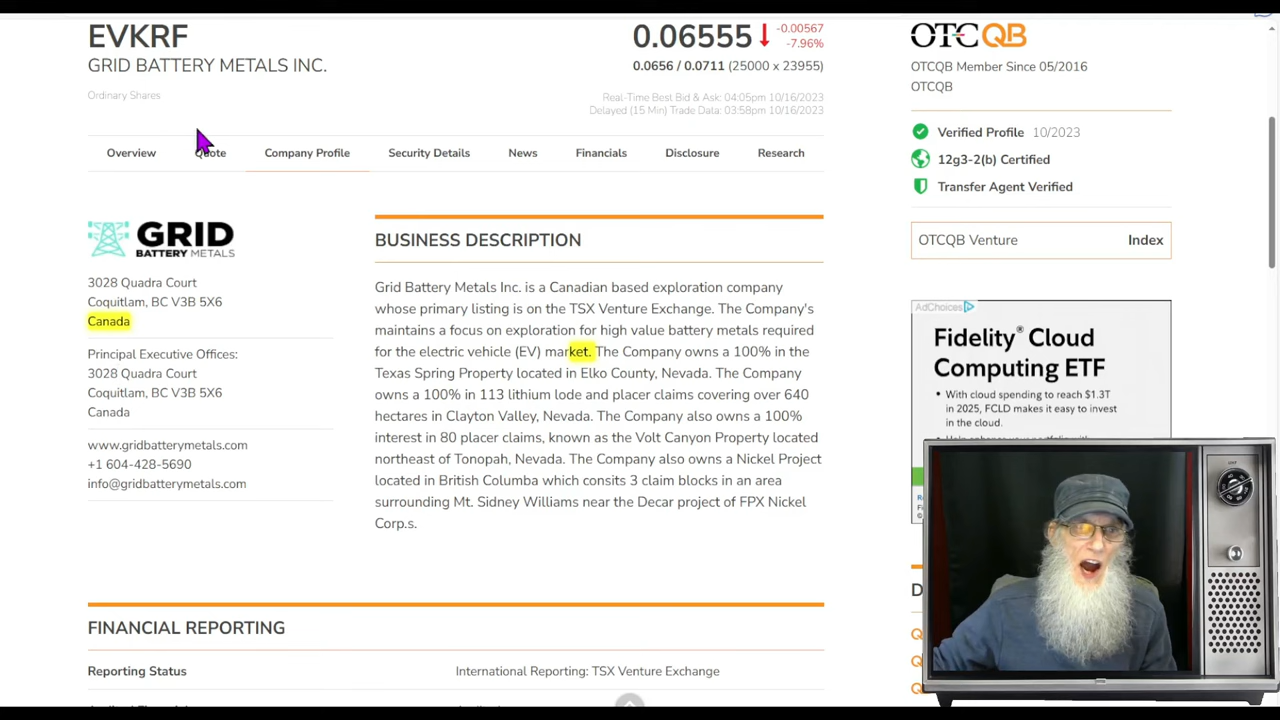 EVKRF
GRID BATTERY METALS INC.
Ordinary Shares
0.06555
-0.00567
-7.96%
0.0656 / 0.0711 (25000 x 23955)
Real-Time Best Bid & Ask: 04:05pm 10/16/2023
Delayed (15 Min) Trade Data: 03:58pm 10/16/2023
Overview Quote Company Profile Security Details News Financials Disclosure Research
GRID
BATTERY METALS
3028 Quadra Court
Coquitlam, BC V3B 5X6
Canada
Principal Executive Offices:
3028 Quadra Court
Coquitlam, BC V3B 5X6
Canada
www.gridbatterymetals.com
+1 604-428-5690
info@gridbatterymetals.com
BUSINESS DESCRIPTION
Grid Battery Metals Inc. is a Canadian based exploration company
whose primary listing is on the TSX Venture Exchange. The Company's
maintains a focus on exploration for high value battery metals required
for the electric vehicle (EV) market. The Company owns a 100% in the
Texas Spring Property located in Elko County, Nevada. The Company
owns a 100% in 113 lithium lode and placer claims covering over 640
hectares in Clayton Valley, Nevada. The Company also owns a 100%
interest in 80 placer claims, known as the Volt Canyon Property located
northeast of Tonopah, Nevada. The Company also owns a Nickel Project
located in British Columba which consits 3 claim blocks in an area
surrounding Mt. Sidney Williams near the Decar project of FPX Nickel
Corp.s.
FINANCIAL REPORTING
Reporting Status International Reporting: TSX Venture Exchange
OTCQB
OTCQB Member Since 05/2016
OTCQB
Verified Profile 10/2023
12g3-2(b) Certified
Transfer Agent Verified
OTCQB Venture Index
AdChoices
Fidelity® Cloud
Computing ETF
• With cloud spending to reach $1.3T
in 2025, FCLD makes it easy to invest
in the cloud.